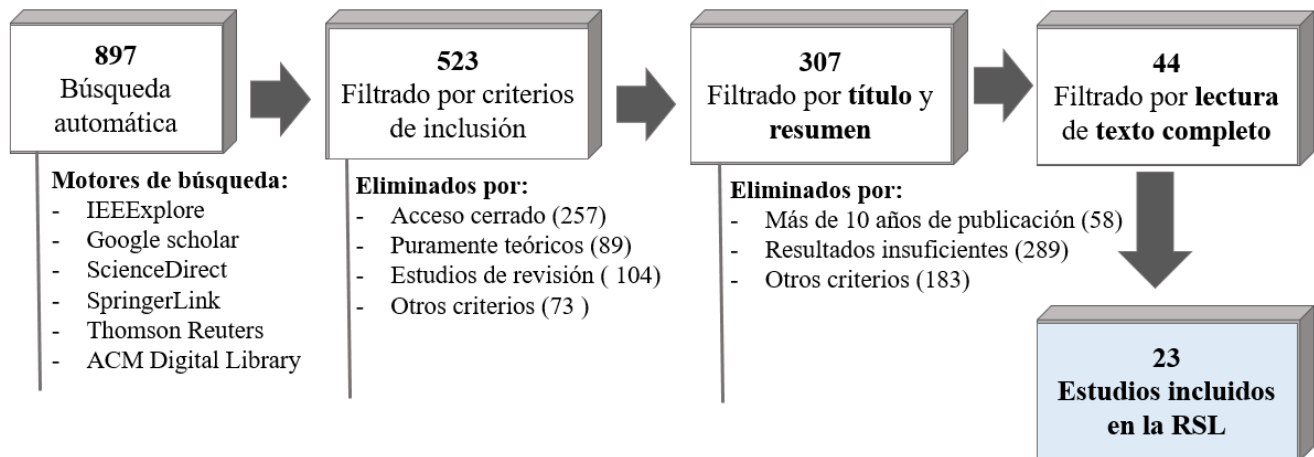 897
Búsqueda
automática
523
Filtrado por criterios
de inclusión
307
Filtrado por título y
resumen
44
Filtrado por lectura
de texto completo
Motores de búsqueda:
- IEEExplore
- Google scholar
- ScienceDirect
- SpringerLink
- Thomson Reuters
- ACM Digital Library
Eliminados por:
- Acceso cerrado (257)
- Puramente teóricos (89)
- Estudios de revisión ( 104)
- Otros criterios (73 )
Eliminados por:
- Más de 10 años de publicación (58)
- Resultados insuficientes (289)
- Otros criterios (183)
23
Estudios incluidos
en la RSL